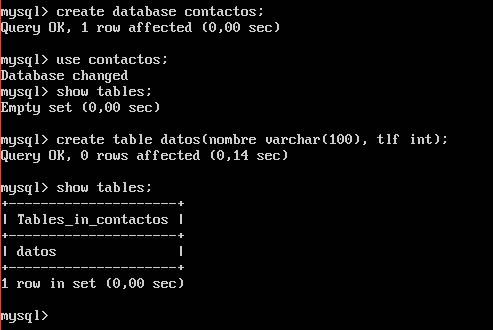 mysql> create database contactos;
Query OK, 1 row affected (0,00 sec)
mysql> use contactos;
Database changed
mysql> show tables;
Empty set (0,00 sec)
mysql> create table datos(nombre varchar(100), tlf int);
Query OK, 0 rows affected (0,14 sec)
mysql> show tables;
+---------------------+
| Tables_in_contactos |
+---------------------+
| datos               |
+---------------------+
1 row in set (0,00 sec)
mysql>